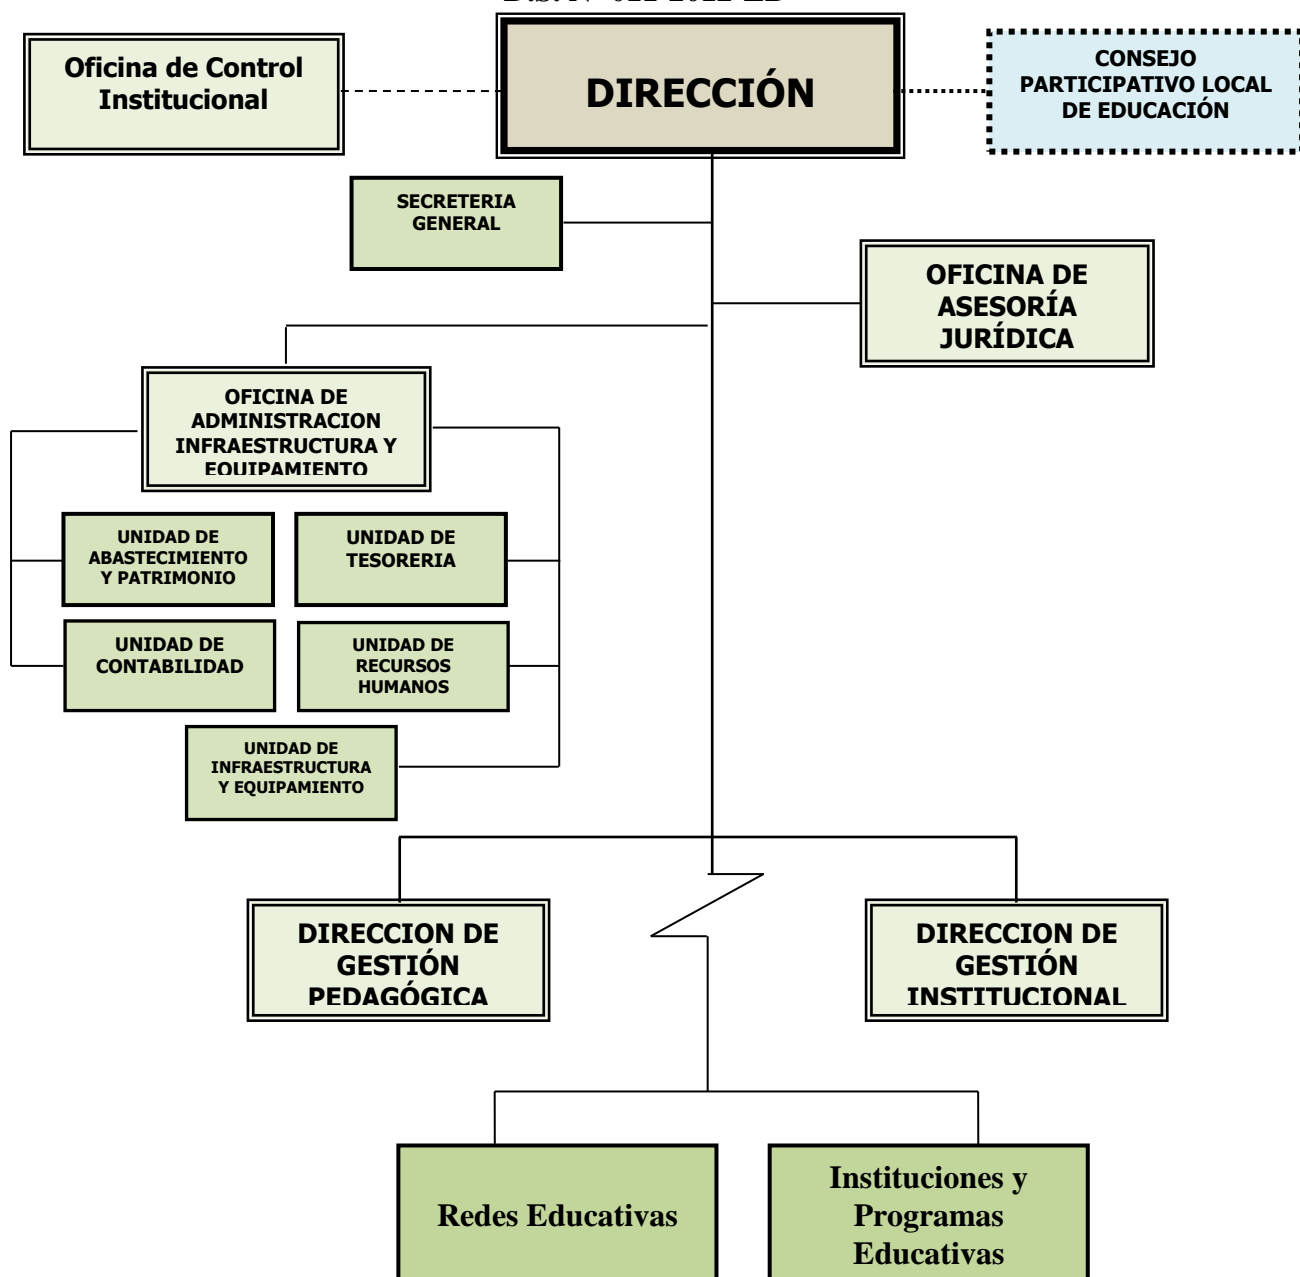 Oficina de Control
Institucional
DIRECCIÓN
CONSEJO
PARTICIPATIVO LOCAL
DE EDUCACIÓN
SECRETERIA
GENERAL
OFICINA DE
ASESORÍA
JURÍDICA
OFICINA DE
ADMINISTRACION
INFRAESTRUCTURA Y
EQUIPAMIENTO
UNIDAD DE
ABASTECIMIENTO
Y PATRIMONIO
UNIDAD DE
TESORERIA
UNIDAD DE
CONTABILIDAD
UNIDAD DE
RECURSOS
HUMANOS
UNIDAD DE
INFRAESTRUCTURA
Y EQUIPAMIENTO
DIRECCION DE
GESTIÓN
PEDAGÓGICA
DIRECCION DE
GESTIÓN
INSTITUCIONAL
Redes Educativas
Instituciones y
Programas
Educativas